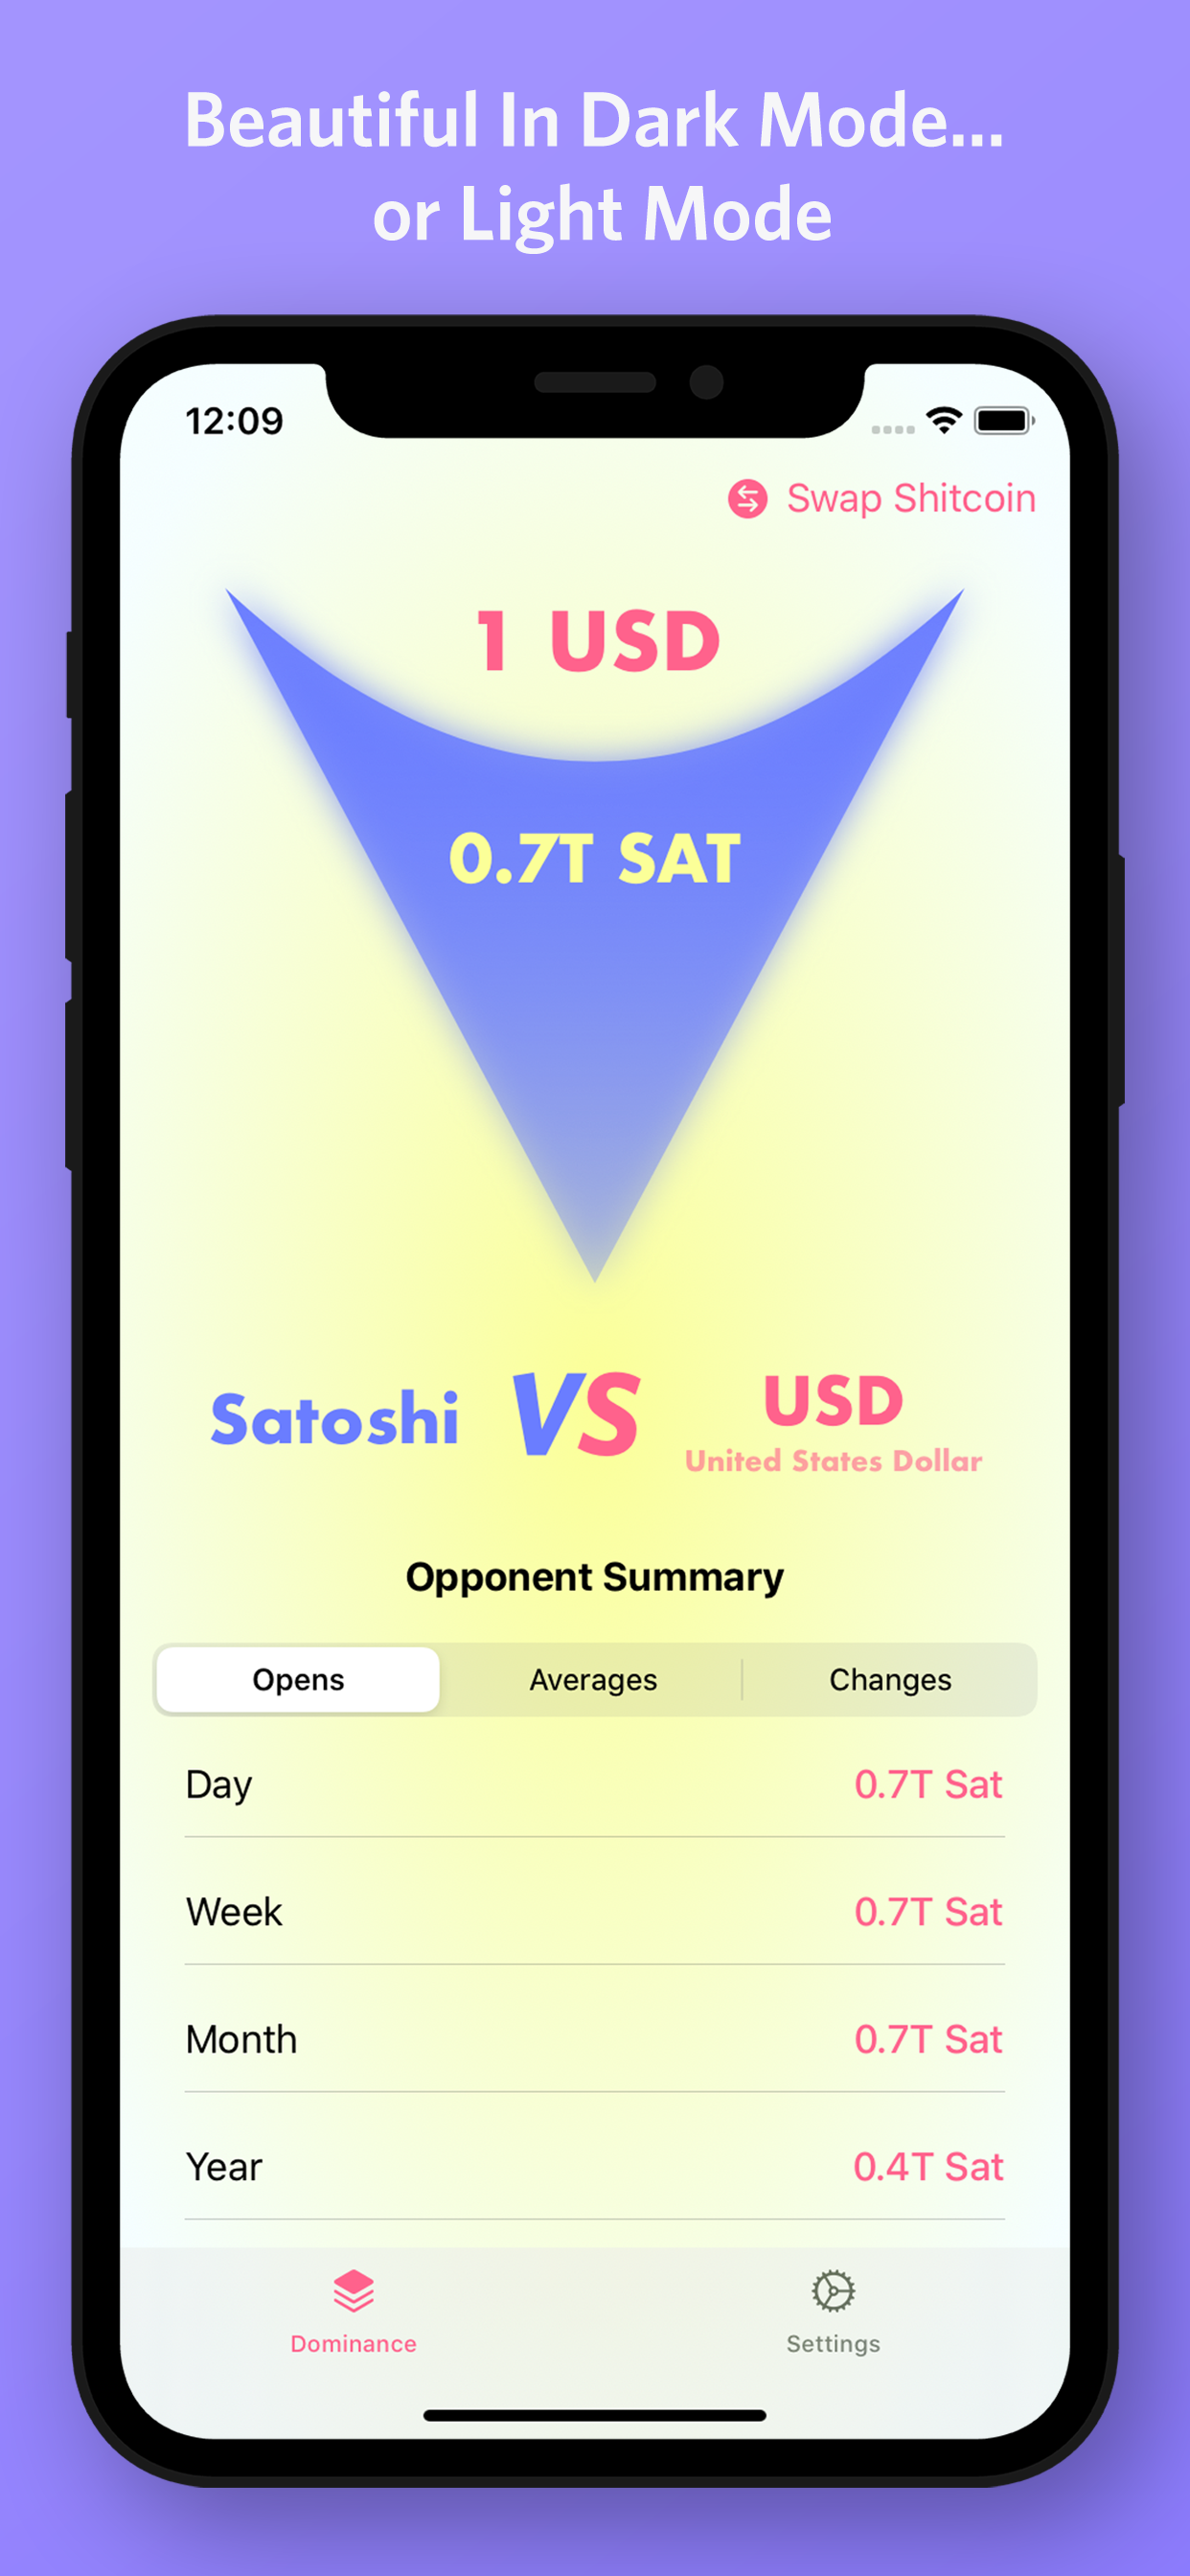 Beautiful In Dark Mode...
or Light Mode
12:09
Swap Shitcoin
1 USD
0.7T SAT
Satoshi VS USD
United States Dollar
Opponent Summary
Opens Averages Changes
Day 0.7T Sat
Week 0.7T Sat
Month 0.7T Sat
Year 0.4T Sat
Dominance Settings